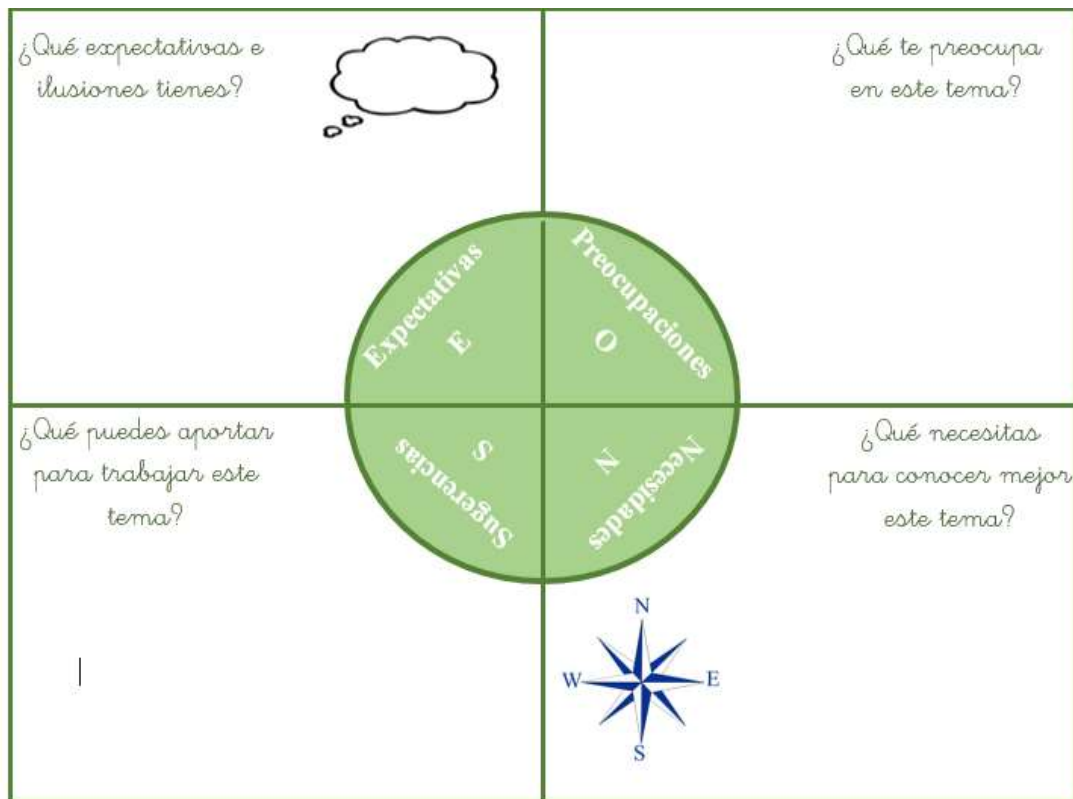 ¿Qué expectativas e
ilusiones tienes?
¿Qué te preocupa
en este tema?
Expectativas
E
Preocupaciones
O
¿Qué puedes aportar
para trabajar este
tema?
S
Sugerencias
N
Necesidades
¿Qué necesitas
para conocer mejor
este tema?
N
W
E
S